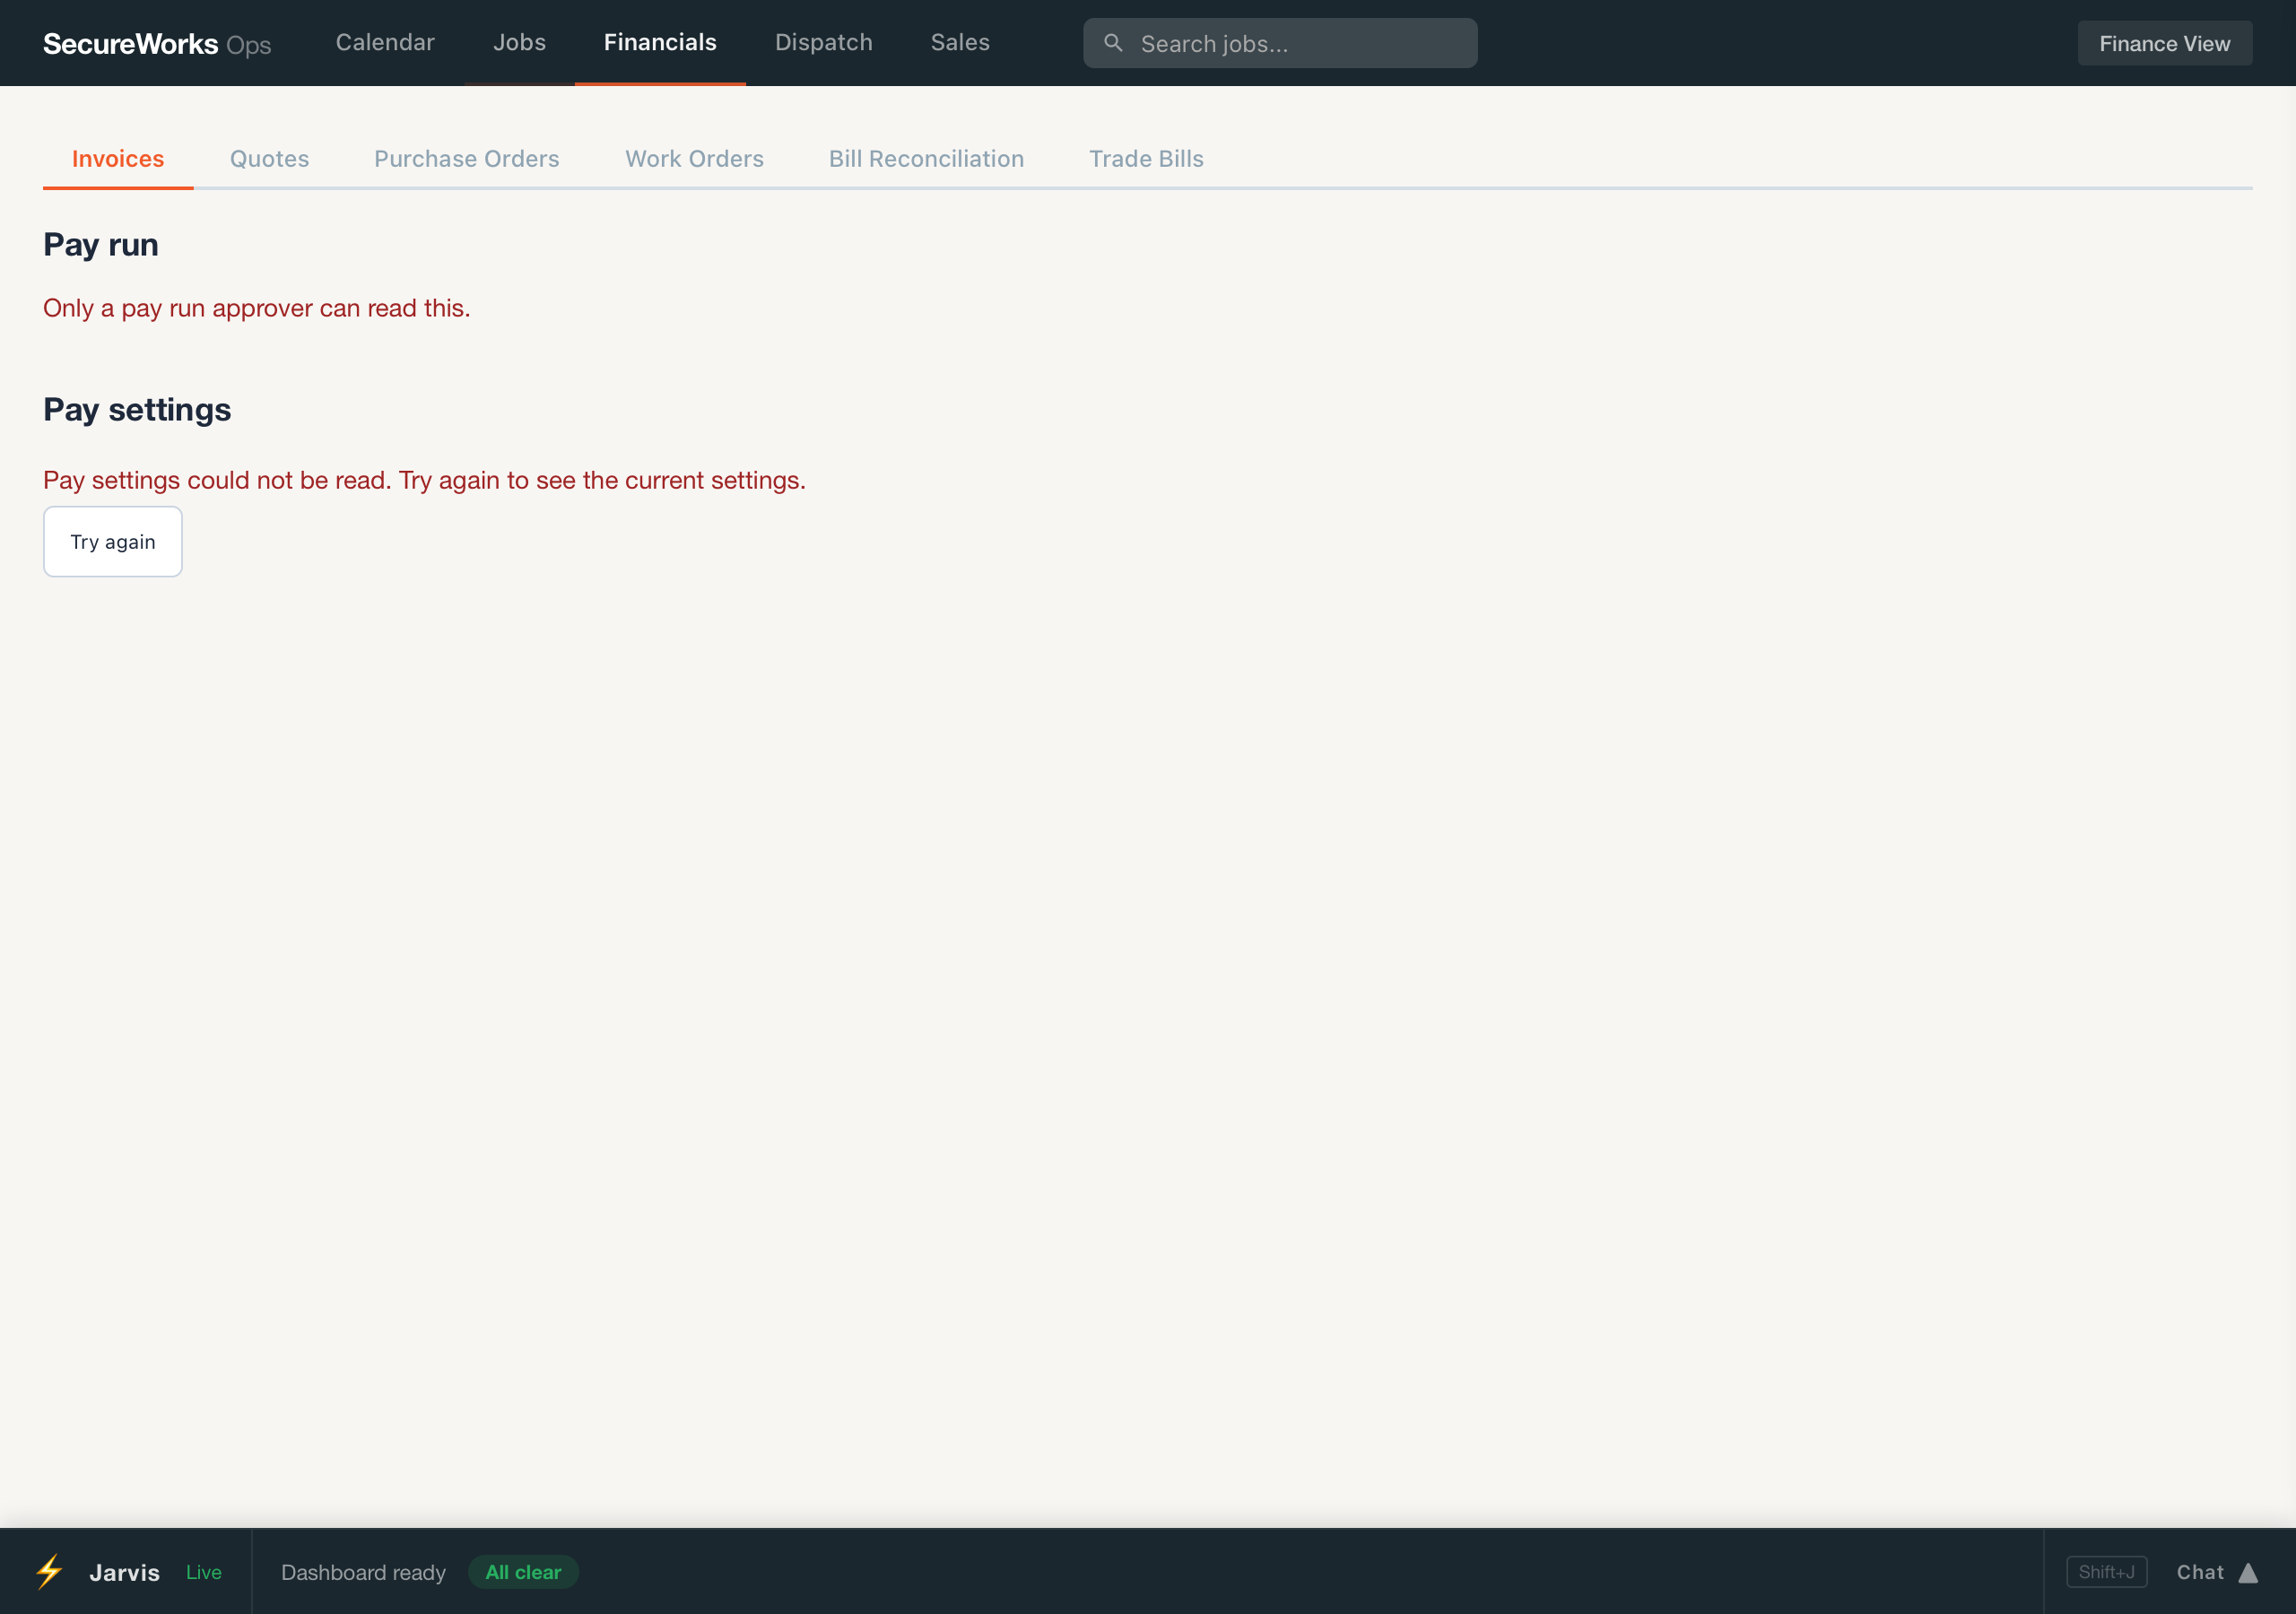 SecureWorks Ops Calendar Jobs Financials Dispatch Sales Search jobs... Finance View
Invoices Quotes Purchase Orders Work Orders Bill Reconciliation Trade Bills
Pay run
Only a pay run approver can read this.
Pay settings
Pay settings could not be read. Try again to see the current settings.
Try again
Jarvis Live Dashboard ready All clear Shift+J Chat